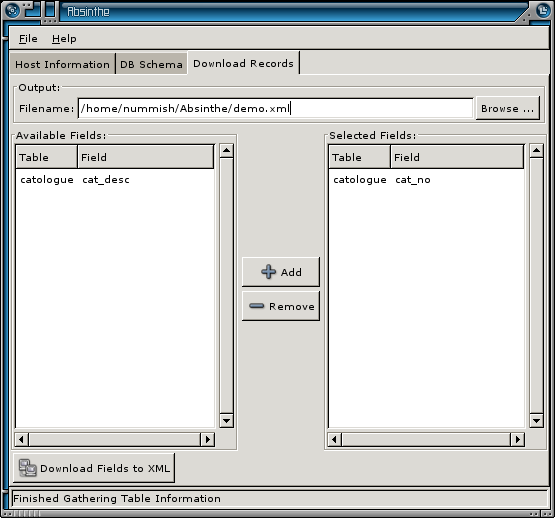 Absinthe
File Help
Host Information DB Schema Download Records
Output:
Filename: /home/nummish/Absinthe/demo.xml Browse ...
Available Fields: Selected Fields:
Table Field Table Field
catologue cat_desc catologue cat_no
Add
Remove
Download Fields to XML
Finished Gathering Table Information